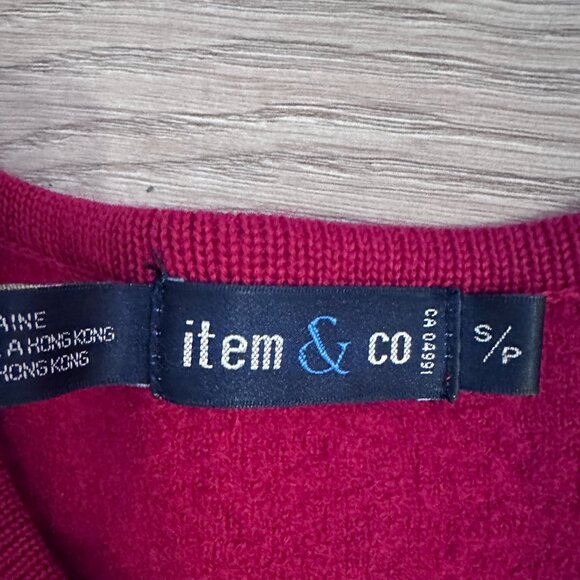 AINE
A HONG KONG
HONG KONG
item & co
CA 04991
S/P